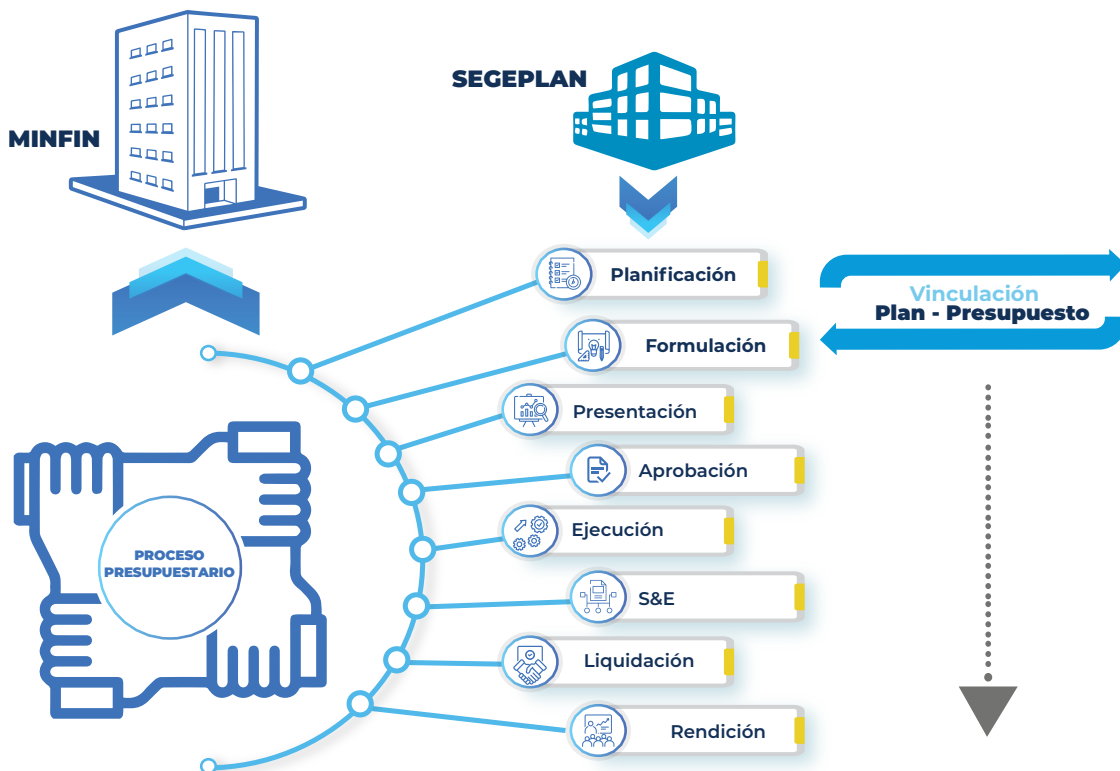 MINFIN
SEGEPLAN
Planificación
Vinculación
Plan - Presupuesto
Formulación
Presentación
Aprobación
Ejecución
PROCESO
PRESUPUESTARIO
S&E
Liquidación
Rendición